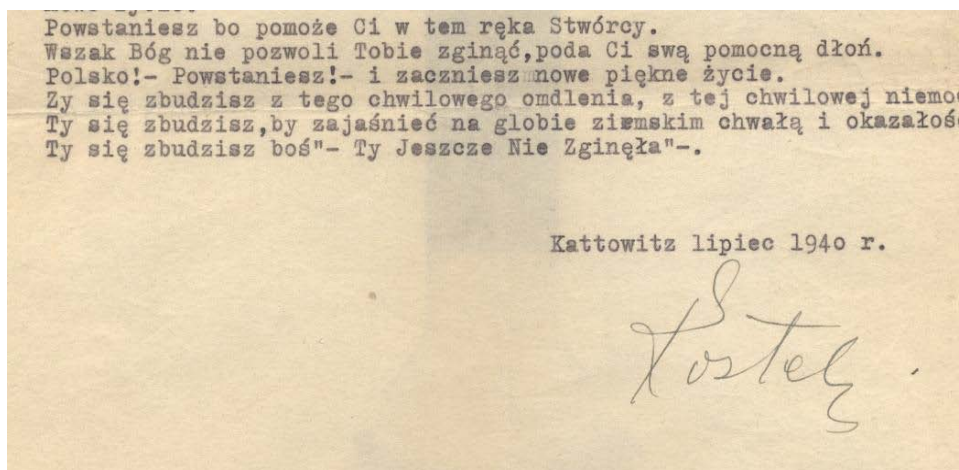 Powstaniesz bo pomoże Ci w tem ręka Stwórcy.
Wszak Bóg nie pozwoli Tobie zginąć,poda Ci swą pomocną dłoń.
Polsko!- Powstaniesz!- i zaczniesz nowe piękne życie.
Zy się zbudzisz z tego chwilowego omdlenia, z tej chwilowej niemo
Ty się zbudzisz,by zajaśnieć na globie ziemskim chwałą i okazałoś
Ty się zbudzisz boś"- Ty Jeszcze Nie Zginęła"-.
Kattowitz lipiec 194o r.